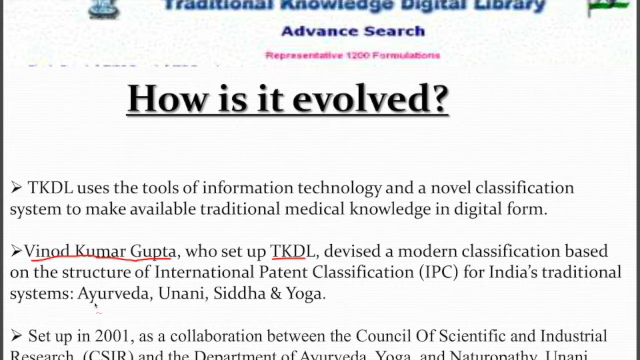 Traditional Knowledge Digital Library
Advance Search
Representative 1200 Formulations
How is it evolved?
➢ TKDL uses the tools of information technology and a novel classification
system to make available traditional medical knowledge in digital form.
➢ Vinod Kumar Gupta, who set up TKDL, devised a modern classification based
on the structure of International Patent Classification (IPC) for India's traditional
systems: Ayurveda, Unani, Siddha & Yoga.
➢ Set up in 2001, as a collaboration between the Council Of Scientific and Industrial
Research, (CSIR) and the Department of Ayurveda, Yoga, and Naturopathy, Unani